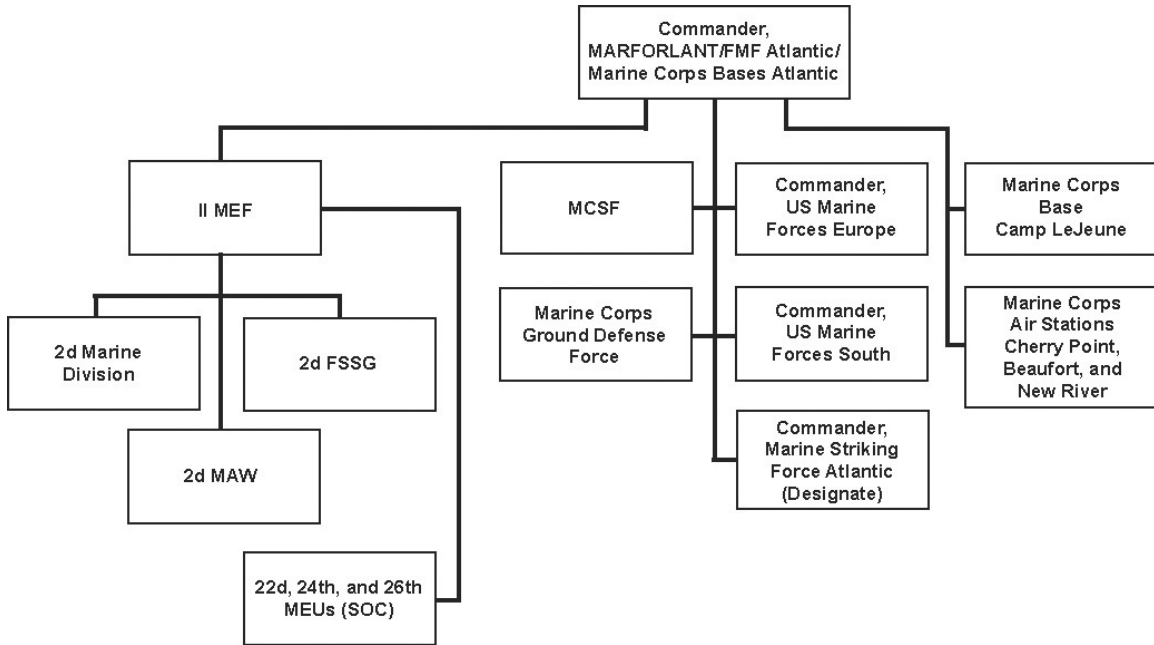 Commander,
MARFORLANT/FMF Atlantic/
Marine Corps Bases Atlantic
II MEF
MCSF
Commander,
US Marine
Forces Europe
Marine Corps
Base
Camp LeJeune
2d Marine
Division
2d FSSG
Marine Corps
Ground Defense
Force
Commander,
US Marine
Forces South
Marine Corps
Air Stations
Cherry Point,
Beaufort, and
New River
2d MAW
Commander,
Marine Striking
Force Atlantic
(Designate)
22d, 24th, and 26th
MEUs (SOC)